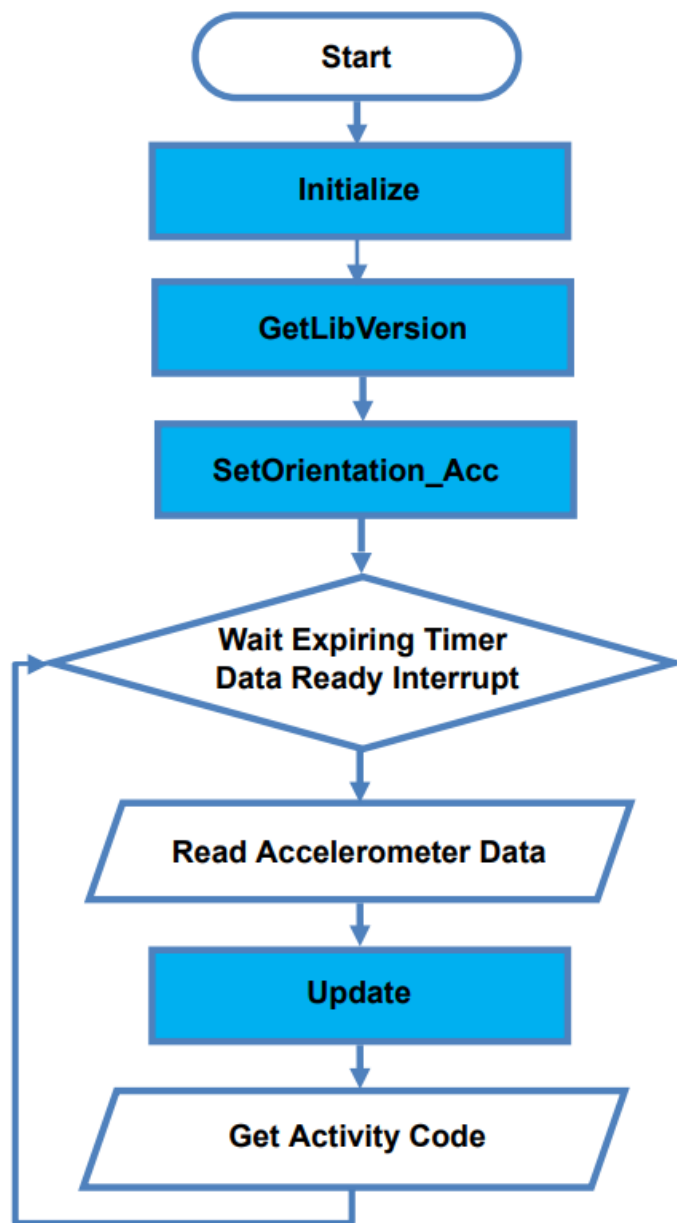 Start
Initialize
GetLibVersion
SetOrientation_Acc
Wait Expiring Timer
Data Ready Interrupt
Read Accelerometer Data
Update
Get Activity Code